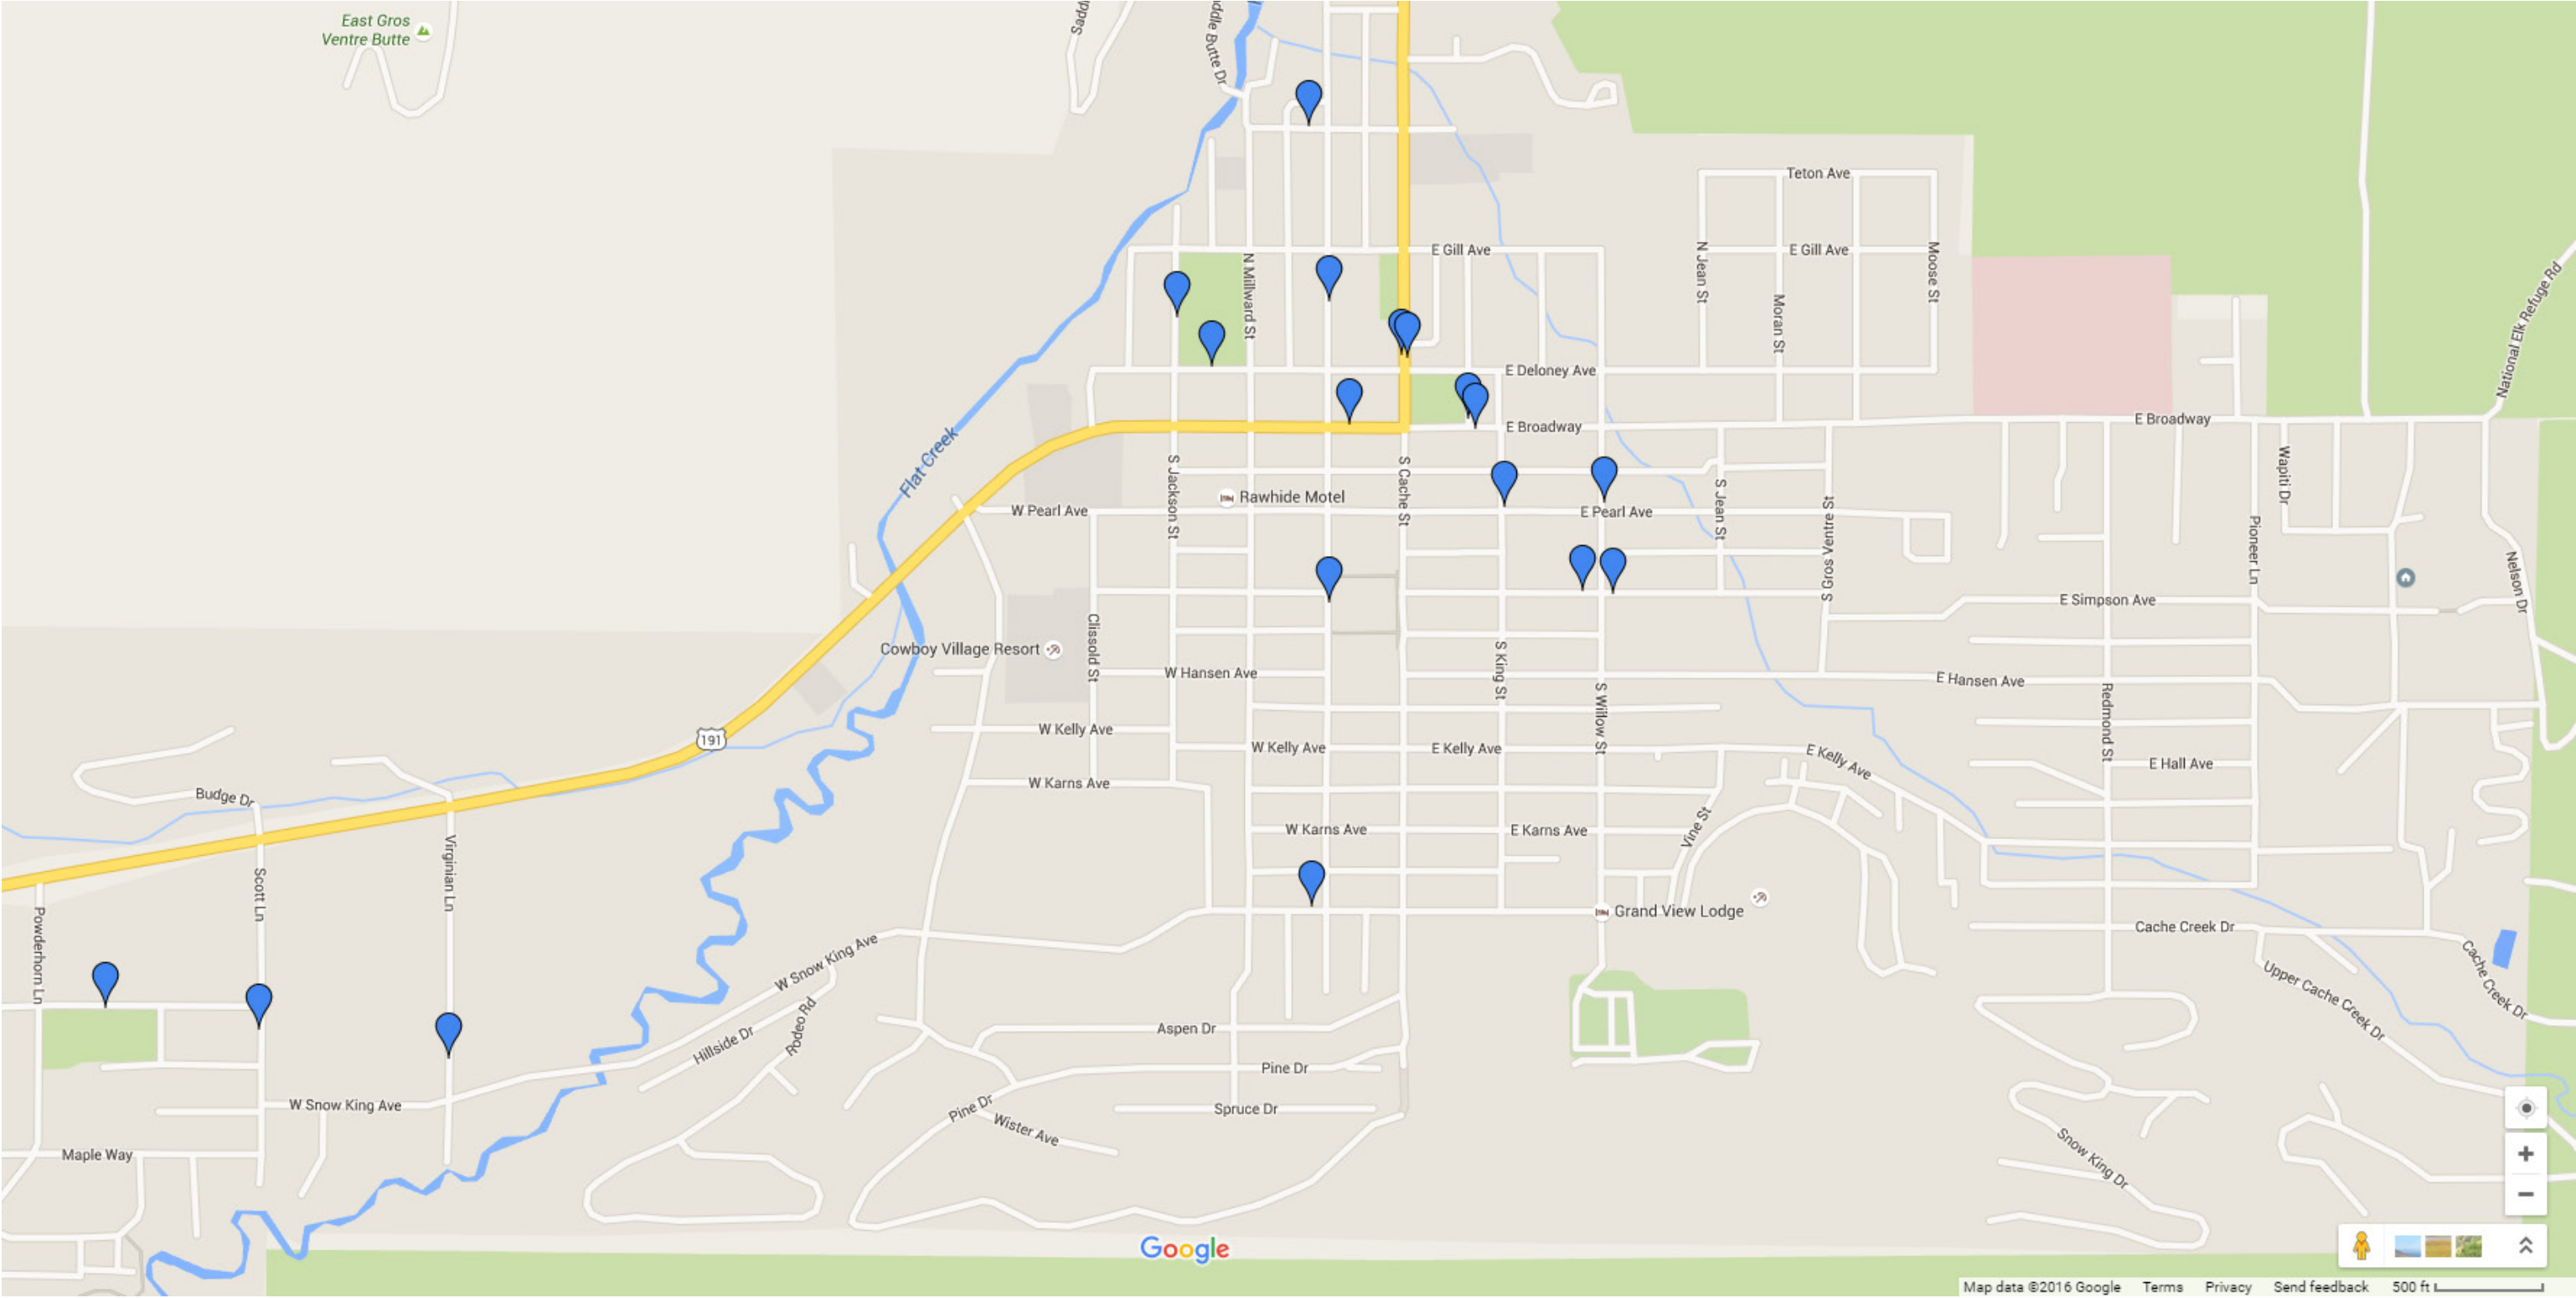 East Gros
Ventre Butte
Saddl
ddle Butte Dr
Teton Ave
E Gill Ave
E Gill Ave
N Jean St
Moose St
N Millward St
Moran St
National Elk Refuge Rd
E Deloney Ave
E Broadway
E Broadway
Flat Creek
S Jackson St
S Cache St
Rawhide Motel
W Pearl Ave
E Pearl Ave
S Jean St
S Gros Ventre St
Wapiti Dr
Pioneer Ln
Nelson Dr
E Simpson Ave
Cowboy Village Resort
Clissold St
W Hansen Ave
S King St
S Willow St
E Hansen Ave
Redmond St
W Kelly Ave
W Kelly Ave
E Kelly Ave
E Kelly Ave
E Hall Ave
191
W Karns Ave
Budge Dr
W Karns Ave
E Karns Ave
Vine St
Virginian Ln
Scott Ln
Powderhorn Ln
Grand View Lodge
Cache Creek Dr
Cache Creek Dr
Upper Cache Creek Dr
W Snow King Ave
Hillside Dr
Rodeo Rd
Aspen Dr
Pine Dr
Pine Dr
Spruce Dr
Wister Ave
W Snow King Ave
Maple Way
Snow King Dr
+
−
Google
Map data ©2016 Google Terms Privacy Send feedback 500 ft